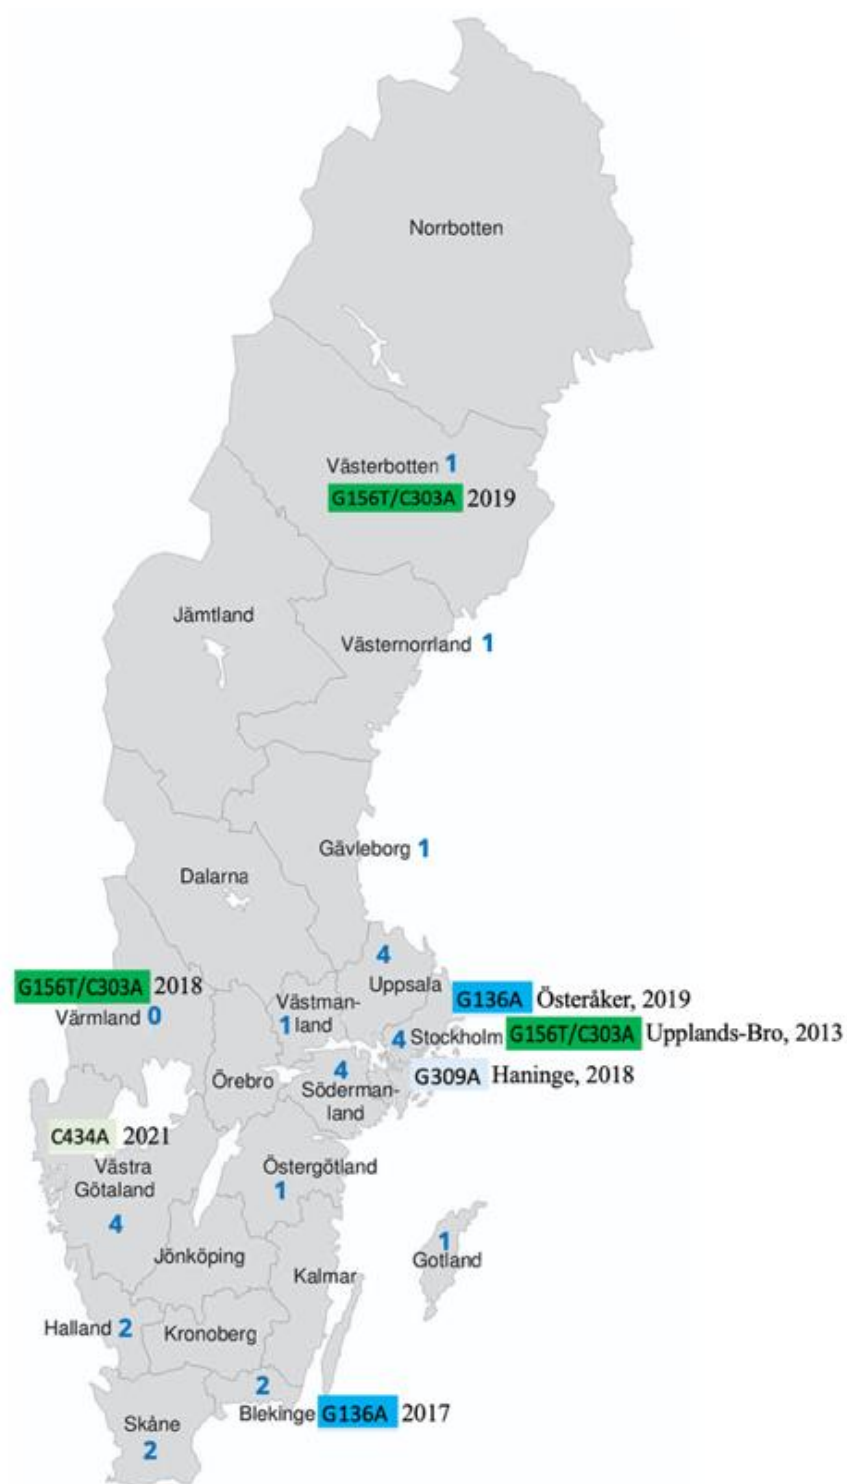 Norrbotten
Västerbotten 1
G156T/C303A 2019
Jämtland
Västernorrland 1
Gävleborg 1
Dalarna
4
Uppsala
G156T/C303A 2018
Värmland 0
Västman-
1 land
G136A Österåker, 2019
4 Stockholm G156T/C303A Upplands-Bro, 2013
G309A Haninge, 2018
Örebro
4
Söderman-
land
C434A 2021
Västra
Götaland
4
Östergötland
1
Jönköping
Kalmar
1
Gotland
Halland 2
Kronoberg
2
Blekinge G136A 2017
Skåne
2